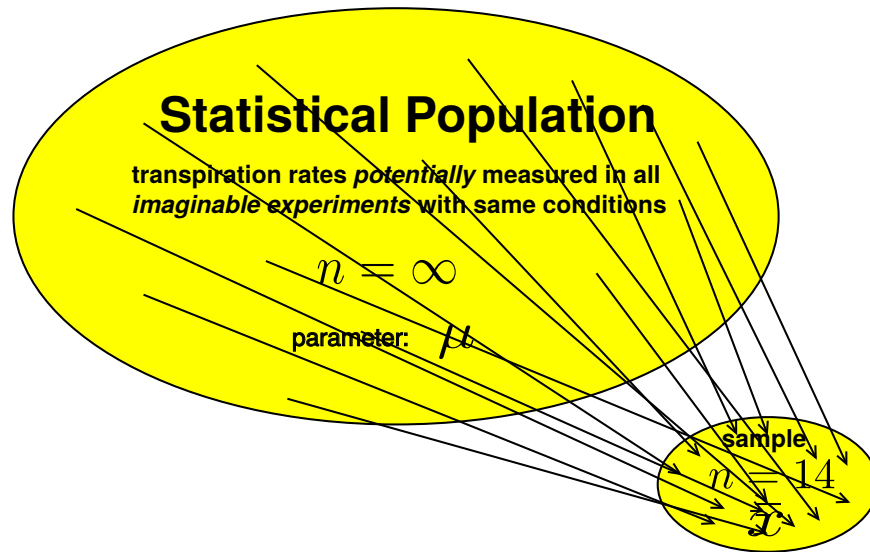 Statistical Population
transpiration rates potentially measured in all
imaginable experiments with same conditions
n = ∞
parameter: μ
sample
n = 14
x̄